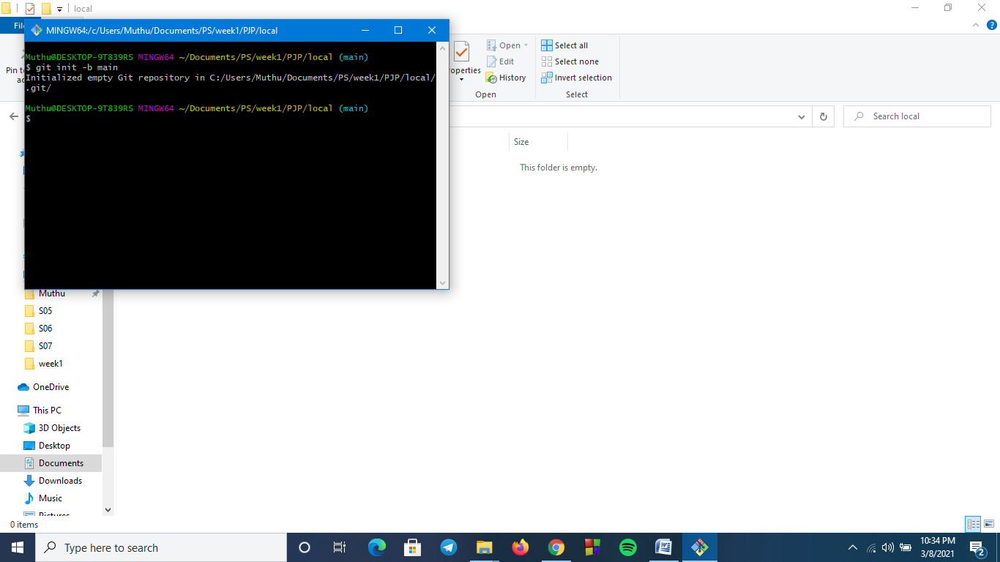 local
Fil
MINGW64:/c/Users/Muthu/Documents/PS/week1/PJP/local
Muthu@DESKTOP-9T839RS MINGW64 ~/Documents/PS/week1/PJP/local (main)
$ git init -b main
Initialized empty Git repository in C:/Users/Muthu/Documents/PS/week1/PJP/local/
.git/
Muthu@DESKTOP-9T839RS MINGW64 ~/Documents/PS/week1/PJP/local (main)
$
Pin t
ac
operties
Open
Edit
History
Open
Select all
Select none
Invert selection
Select
Search local
Size
This folder is empty.
Muthu
S05
S06
S07
week1
OneDrive
This PC
3D Objects
Desktop
Documents
Downloads
Music
Pictures
0 items
Type here to search
10:34 PM
3/8/2021
2